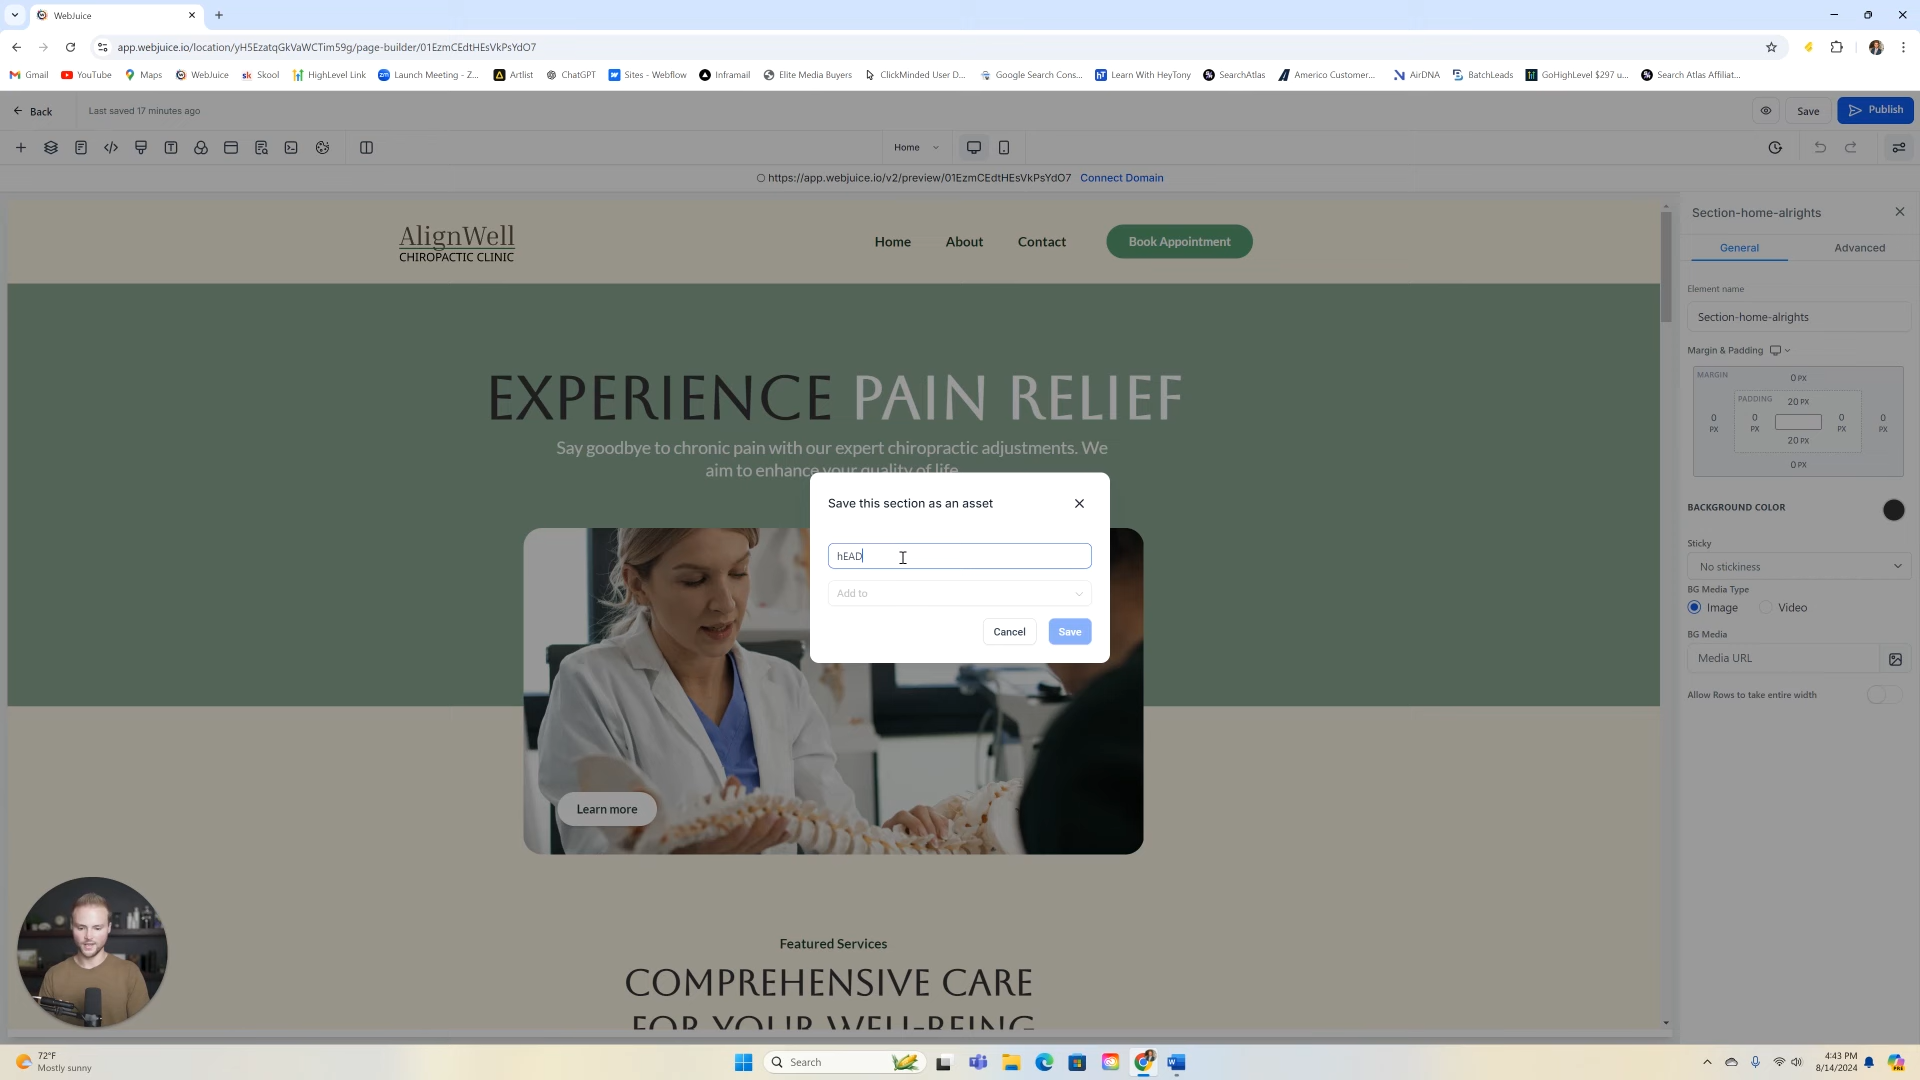 WebJuice
app.webjuice.io/location/yH5EzatqGkVaWCTim59g/page-builder/01EzmCEdtHEsVkPsYdO7
Gmail YouTube Maps WebJuice Skool HighLevel Link Launch Meeting - Z... Artlist ChatGPT Sites - Webflow Inframail Elite Media Buyers ClickMinded User D... Google Search Cons... Learn With HeyTony SearchAtlas Americo Customer... AirDNA BatchLeads GoHighLevel $297 u... Search Atlas Affiliat...
Back Last saved 17 minutes ago Save Publish
Home
https://app.webjuice.io/v2/preview/01EzmCEdtHEsVkPsYdO7 Connect Domain
AlignWell
CHIROPACTIC CLINIC
Home About Contact Book Appointment
EXPERIENCE PAIN RELIEF
Say goodbye to chronic pain with our expert chiropractic adjustments. We
aim to enhance your quality of life.
Save this section as an asset
hEAD
Add to
Cancel Save
Learn more
Featured Services
COMPREHENSIVE CARE
FOR YOUR WELL-BEING
Section-home-alrights
General Advanced
Element name
Section-home-alrights
Margin & Padding
MARGIN
0 PX
PADDING
20 PX
0 PX
0 PX
0 PX
0 PX
20 PX
0 PX
BACKGROUND COLOR
Sticky
No stickiness
BG Media Type
Image Video
BG Media
Media URL
Allow Rows to take entire width
72°F
Mostly sunny
Search
4:43 PM
8/14/2024